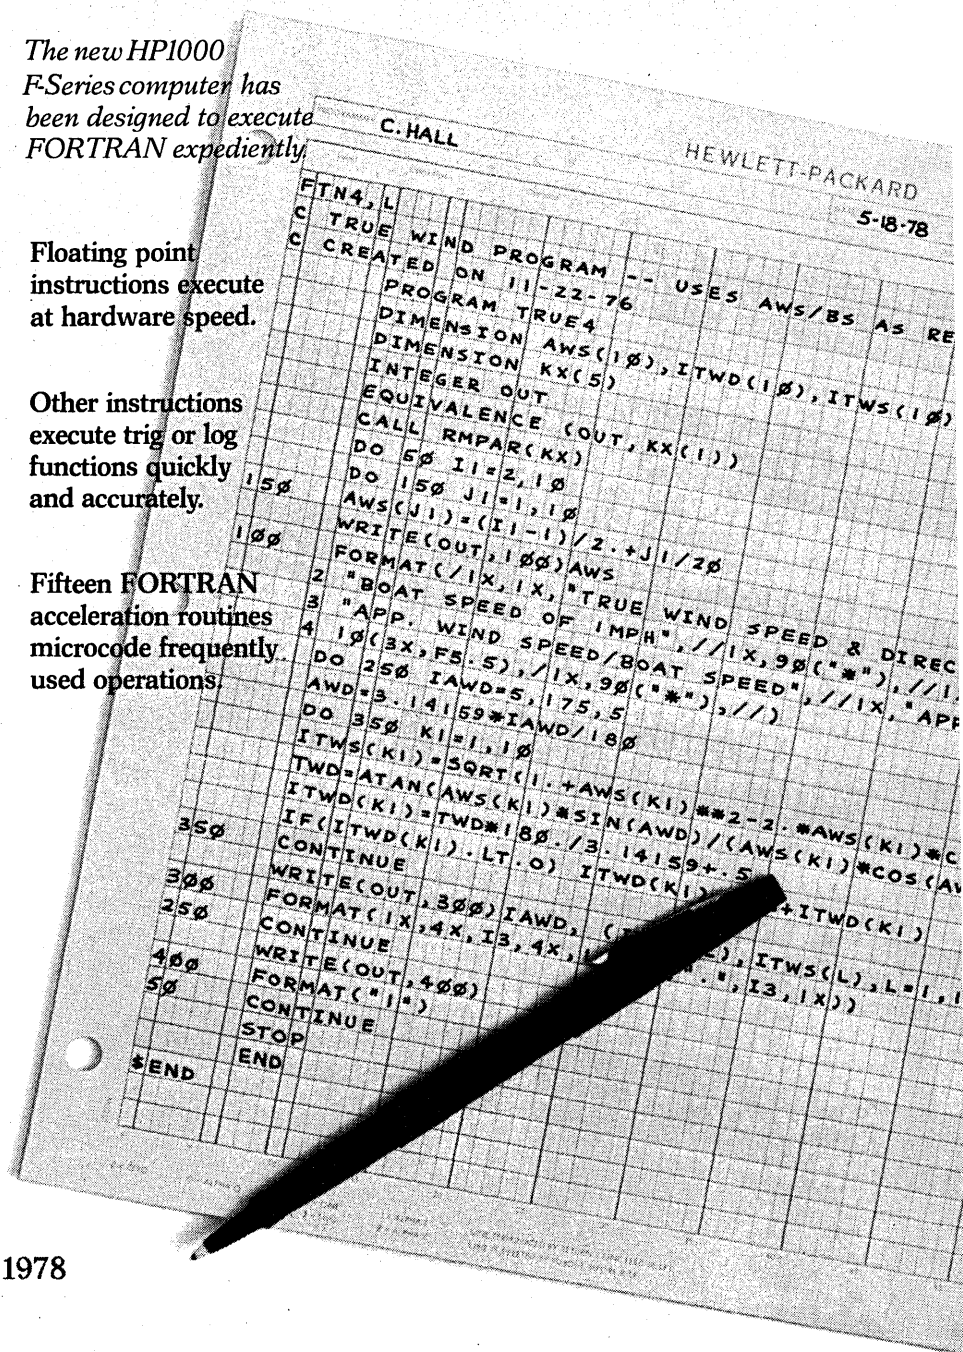 The new HP1000
F-Series computer has
been designed to execute
FORTRAN expediently.
Floating point
instructions execute
at hardware speed.
Other instructions
execute trig or log
functions quickly
and accurately.
Fifteen FORTRAN
acceleration routines
microcode frequently
used operations.
1978
C. HALL
HEWLETT-PACKARD
5-18-78
FTN4,L
C TRUE WIND PROGRAM -- USES AWS/BS AS RE
C CREATED ON 11-22-76
PROGRAM TRUE4
DIMENSION AWS(1Ø),ITWD(1Ø),ITWS(1Ø)
DIMENSION KX(5)
INTEGER OUT
EQUIVALENCE (OUT,KX(1))
CALL RMPAR(KX)
DO 5Ø I1=2,1Ø
DO 15Ø J1=1,1Ø
15Ø AWS(J1)=(I1-1)/2.+J1/2Ø
WRITE(OUT,1ØØ)AWS
1ØØ FORMAT(/1X,1X,"TRUE WIND SPEED & DIREC
2 "BOAT SPEED OF 1MPH",//1X,9Ø("*"),//1
3 "APP. WIND SPEED/BOAT SPEED",//1X,"APP
4 1Ø(3X,F5.5),/1X,9Ø("*"),//)
DO 25Ø IAWD=5,175,5
AWD=3.14159*IAWD/18Ø
DO 35Ø K1=1,1Ø
ITWS(K1)=SQRT(1.+AWS(K1)**2-2.*AWS(K1)*C
TWD=ATAN(AWS(K1)*SIN(AWD)/(AWS(K1)*COS(AW
ITWD(K1)=TWD*18Ø./3.14159+.5
IF(ITWD(K1).LT.O) ITWD(K1) +ITWD(K1)
35Ø CONTINUE
WRITE(OUT,3ØØ)IAWD, ),ITWS(L),L=1,1
3ØØ FORMAT(1X,4X,I3,4X, ".",I3,1X))
25Ø CONTINUE
WRITE(OUT,4ØØ)
4ØØ FORMAT("1")
5Ø CONTINUE
STOP
END
$END